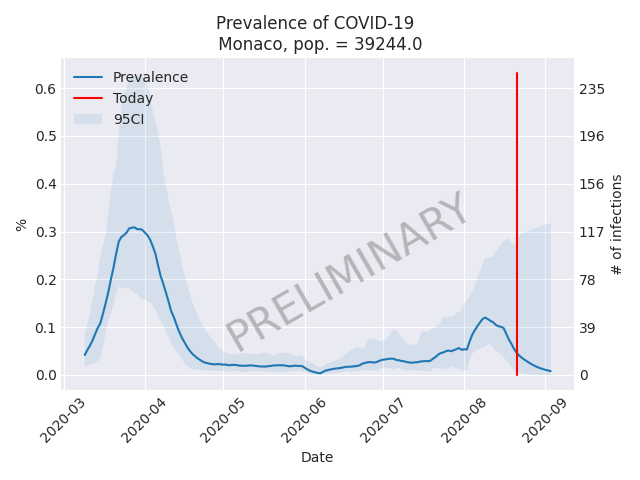 Prevalence of COVID-19
Monaco, pop. = 39244.0
Prevalence
Today
95CI
PRELIMINARY
%
0.6
0.5
0.4
0.3
0.2
0.1
0.0
235
196
156
117
78
39
0
# of infections
2020-03
2020-04
2020-05
2020-06
2020-07
2020-08
2020-09
Date